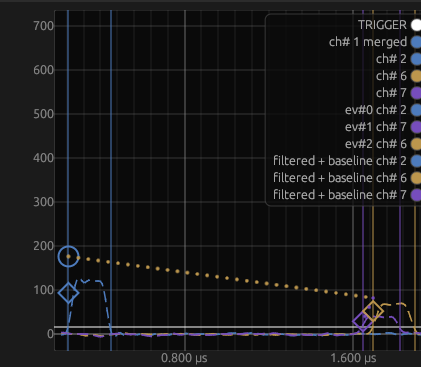 700
600
500
400
300
200
100
0
TRIGGER
ch# 1 merged
ch# 2
ch# 6
ch# 7
ev#0 ch# 2
ev#1 ch# 7
ev#2 ch# 6
filtered + baseline ch# 2
filtered + baseline ch# 6
filtered + baseline ch# 7
0.800 µs
1.600 µs